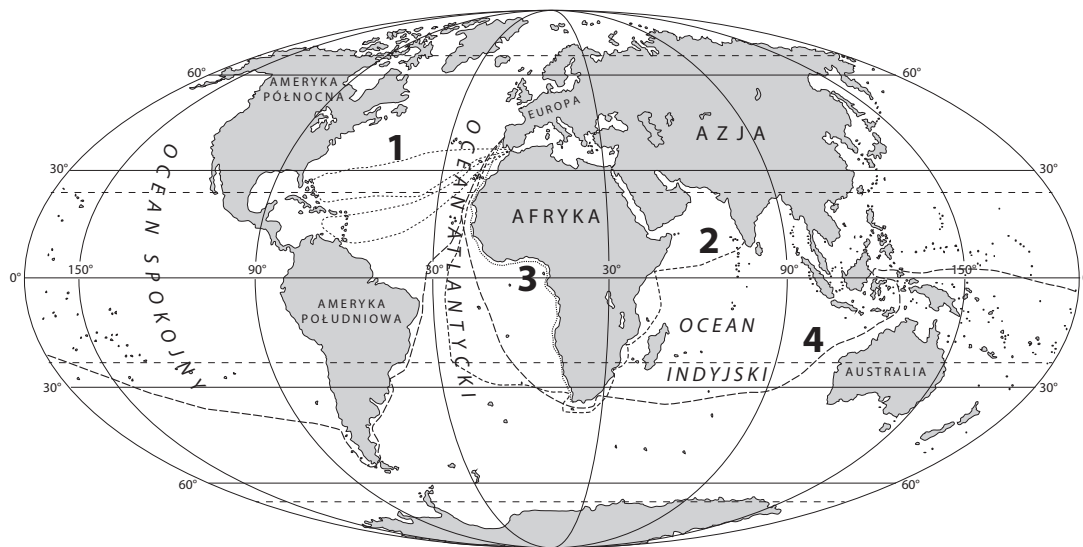 60°
60°
AMERYKA
PÓŁNOCNA
EUROPA
AZJA
1
OCEAN SPOKOJNY
OCEAN ATLANTYCKI
30°
30°
AFRYKA
2
150°
90°
30°
30°
90°
150°
0°
0°
3
AMERYKA
POŁUDNIOWA
OCEAN
INDYJSKI
4
AUSTRALIA
30°
30°
60°
60°